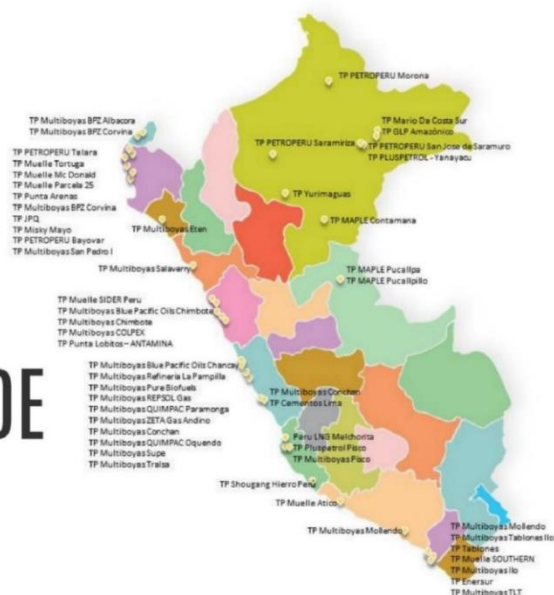 TP PETROPERU Morona
TP Multiboyas BPZ Albacora
TP Multiboyas BPZ Corvina
TP Mario Da Costa Sur
TP GLP Amazónico
TP PETROPERU Saramiriza
TP PETROPERU San Jose de Saramuro
TP PLUSPETROL - Yanayacu
TP PETROPERU Talara
TP Muelle Tortuga
TP Muelle Mc Donald
TP Muelle Parcela 25
TP Punta Arenas
TP Multiboyas BPZ Corvina
TP JPQ
TP Misky Mayo
TP PETROPERU Bayovar
TP Multiboyas San Pedro I
TP Yurimaguas
TP MAPLE Contamana
TP Multiboyas Eten
TP Multiboyas Salaverry
TP MAPLE Pucallpa
TP MAPLE Pucallpillo
TP Muelle SIDER Peru
TP Multiboyas Blue Pacific Oils Chimbote
TP Multiboyas Chimbote
TP Multiboyas COLPEX
TP Punta Lobitos – ANTAMINA
DE
TP Multiboyas Blue Pacific Oils Chancay
TP Multiboyas Refinería La Pampilla
TP Multiboyas Pure Biofuels
TP Multiboyas REPSOL Gas
TP Multiboyas QUIMPAC Paramonga
TP Multiboyas ZETA Gas Andino
TP Multiboyas Conchan
TP Multiboyas QUIMPAC Oquendo
TP Multiboyas Supe
TP Multiboyas Tralsa
TP Multiboyas Conchan
TP Cementos Lima
Peru LNG Melchorita
TP Pluspetrol Pisco
TP Multiboyas Pisco
TP Shougang Hierro Peru
TP Muelle Atico
TP Multiboyas Mollendo
TP Multiboyas Mollendo
TP Multiboyas Tablones Ilo
TP Tablones
TP Muelle SOUTHERN
TP Multiboyas Ilo
TP Enersur
TP Multiboyas TLT